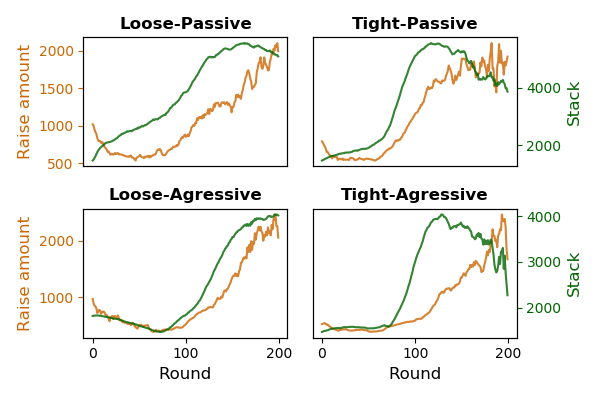 Loose-Passive
Tight-Passive
Raise amount
2000
1500
1000
500
4000
2000
Stack
Loose-Agressive
Tight-Agressive
Raise amount
2000
1000
4000
3000
2000
Stack
0
100
200
0
100
200
Round
Round